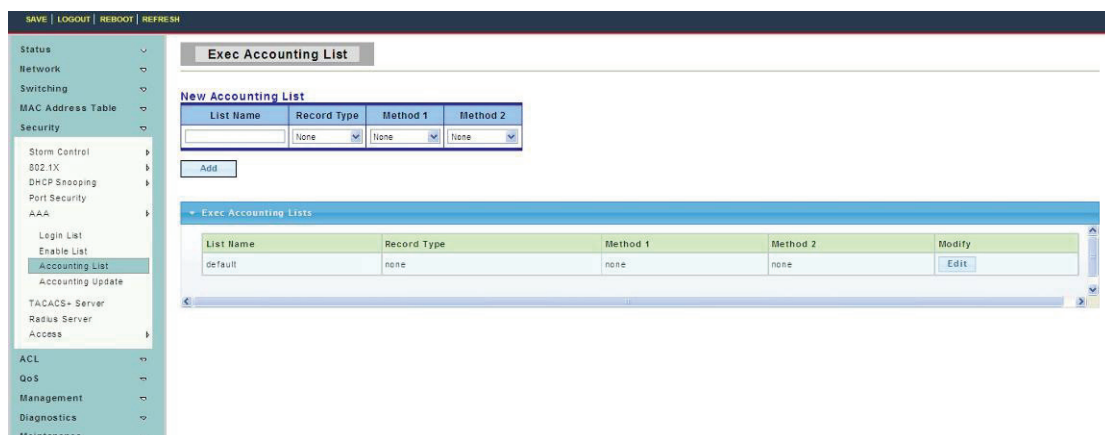 SAVE | LOGOUT | REBOOT | REFRESH
Status
Network
Switching
MAC Address Table
Security
Storm Control
802.1X
DHCP Snooping
Port Security
AAA
Login List
Enable List
Accounting List
Accounting Update
TACACS+ Server
Radius Server
Access
ACL
QoS
Management
Diagnostics
Maintenance
Exec Accounting List
New Accounting List
List Name Record Type Method 1 Method 2
None None None
Add
Exec Accounting Lists
List Name Record Type Method 1 Method 2 Modify
default none none none Edit